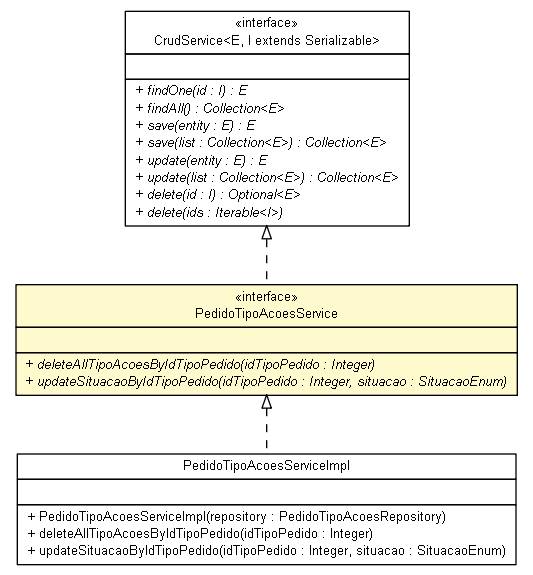 «interface»
CrudService<E, I extends Serializable>
+ findOne(id : I) : E
+ findAll() : Collection<E>
+ save(entity : E) : E
+ save(list : Collection<E>) : Collection<E>
+ update(entity : E) : E
+ update(list : Collection<E>) : Collection<E>
+ delete(id : I) : Optional<E>
+ delete(ids : Iterable<I>)
«interface»
PedidoTipoAcoesService
+ deleteAllTipoAcoesByIdTipoPedido(idTipoPedido : Integer)
+ updateSituacaoByIdTipoPedido(idTipoPedido : Integer, situacao : SituacaoEnum)
PedidoTipoAcoesServiceImpl
+ PedidoTipoAcoesServiceImpl(repository : PedidoTipoAcoesRepository)
+ deleteAllTipoAcoesByIdTipoPedido(idTipoPedido : Integer)
+ updateSituacaoByIdTipoPedido(idTipoPedido : Integer, situacao : SituacaoEnum)